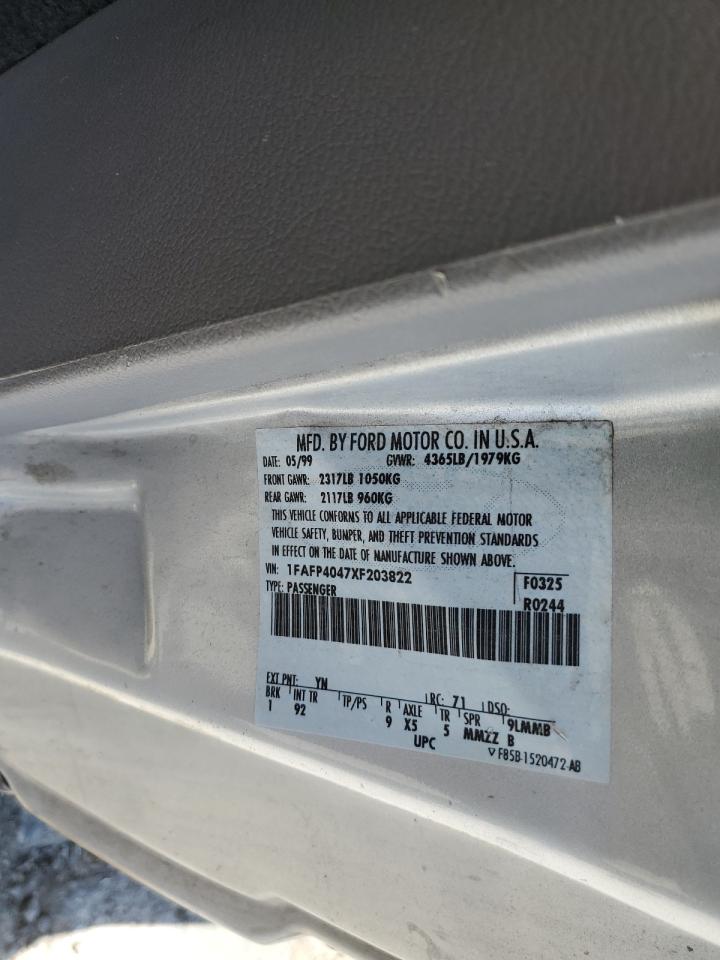 MFD. BY FORD MOTOR CO. IN U.S.A.
DATE: 05/99 GVWR: 4365LB/1979KG
FRONT GAWR: 2317LB 1050KG
REAR GAWR: 2117LB 960KG
THIS VEHICLE CONFORMS TO ALL APPLICABLE FEDERAL MOTOR
VEHICLE SAFETY, BUMPER, AND THEFT PREVENTION STANDARDS
IN EFFECT ON THE DATE OF MANUFACTURE SHOWN ABOVE.
VIN: 1FAFP4047XF203822 F0325
TYPE: PASSENGER R0244
EXT PNT: YN RC: 71 DSO:
BRK INT TR TP/PS R AXLE TR SPR 9LMMB
1 92 9 X5 5 MMZZ B
UPC ▽ F85B-1520472-AB